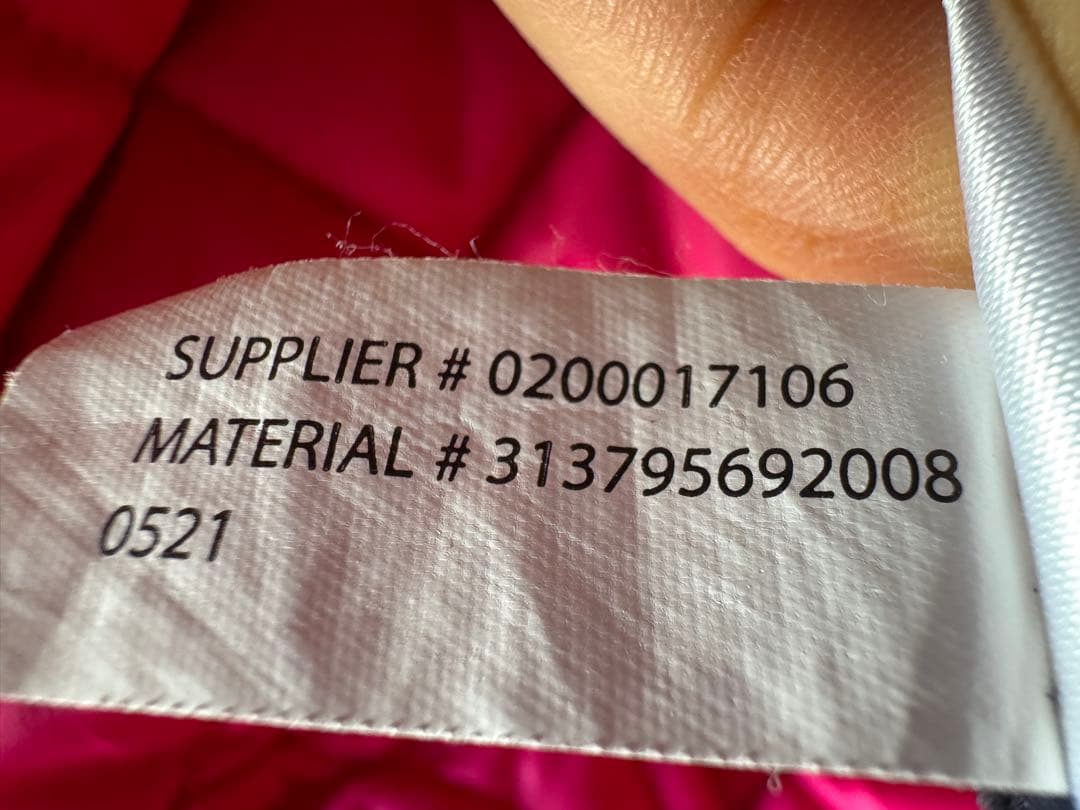 SUPPLIER # 0200017106
MATERIAL # 313795692008
0521